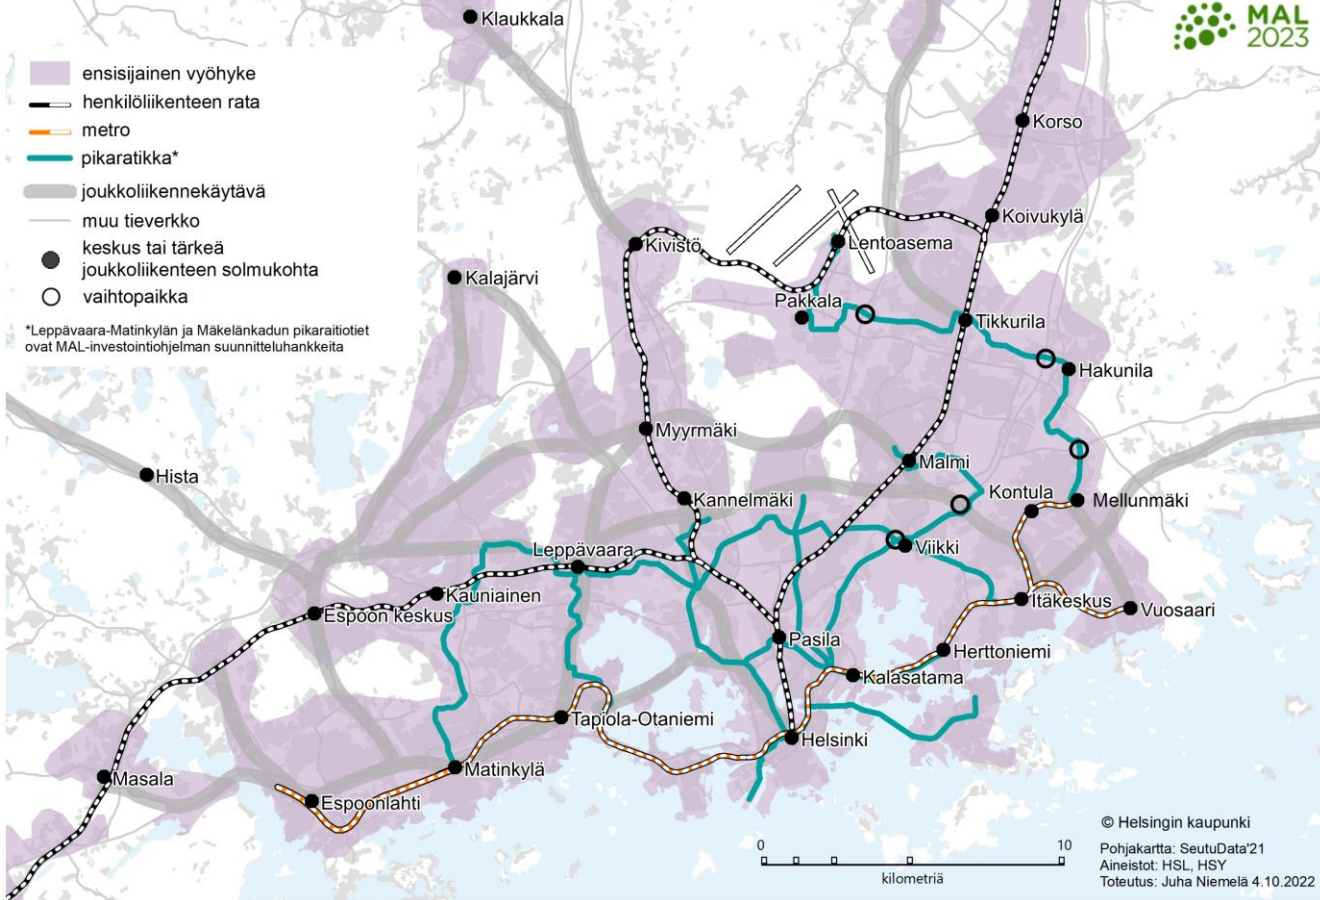 Klaukkala
MAL
2023
ensisijainen vyöhyke
henkilöliikenteen rata
metro
pikaratikka*
joukkoliikennekäytävä
muu tieverkko
keskus tai tärkeä
joukkoliikenteen solmukohta
vaihtopaikka
*Leppävaara-Matinkylän ja Mäkelänkadun pikaraitiotiet
ovat MAL-investointiohjelman suunnitteluhankkeita
Korso
Koivukylä
Kivistö
Lentoasema
Kalajärvi
Pakkala
Tikkurila
Hakunila
Myyrmäki
Malmi
Hista
Kannelmäki
Kontula
Mellunmäki
Leppävaara
Viikki
Kauniainen
Espoon keskus
Itäkeskus
Vuosaari
Pasila
Herttoniemi
Kalasatama
Tapiola-Otaniemi
Helsinki
Matinkylä
Masala
Espoonlahti
© Helsingin kaupunki
Pohjakartta: SeutuData'21
Aineistot: HSL, HSY
Toteutus: Juha Niemelä 4.10.2022
0 10
kilometriä